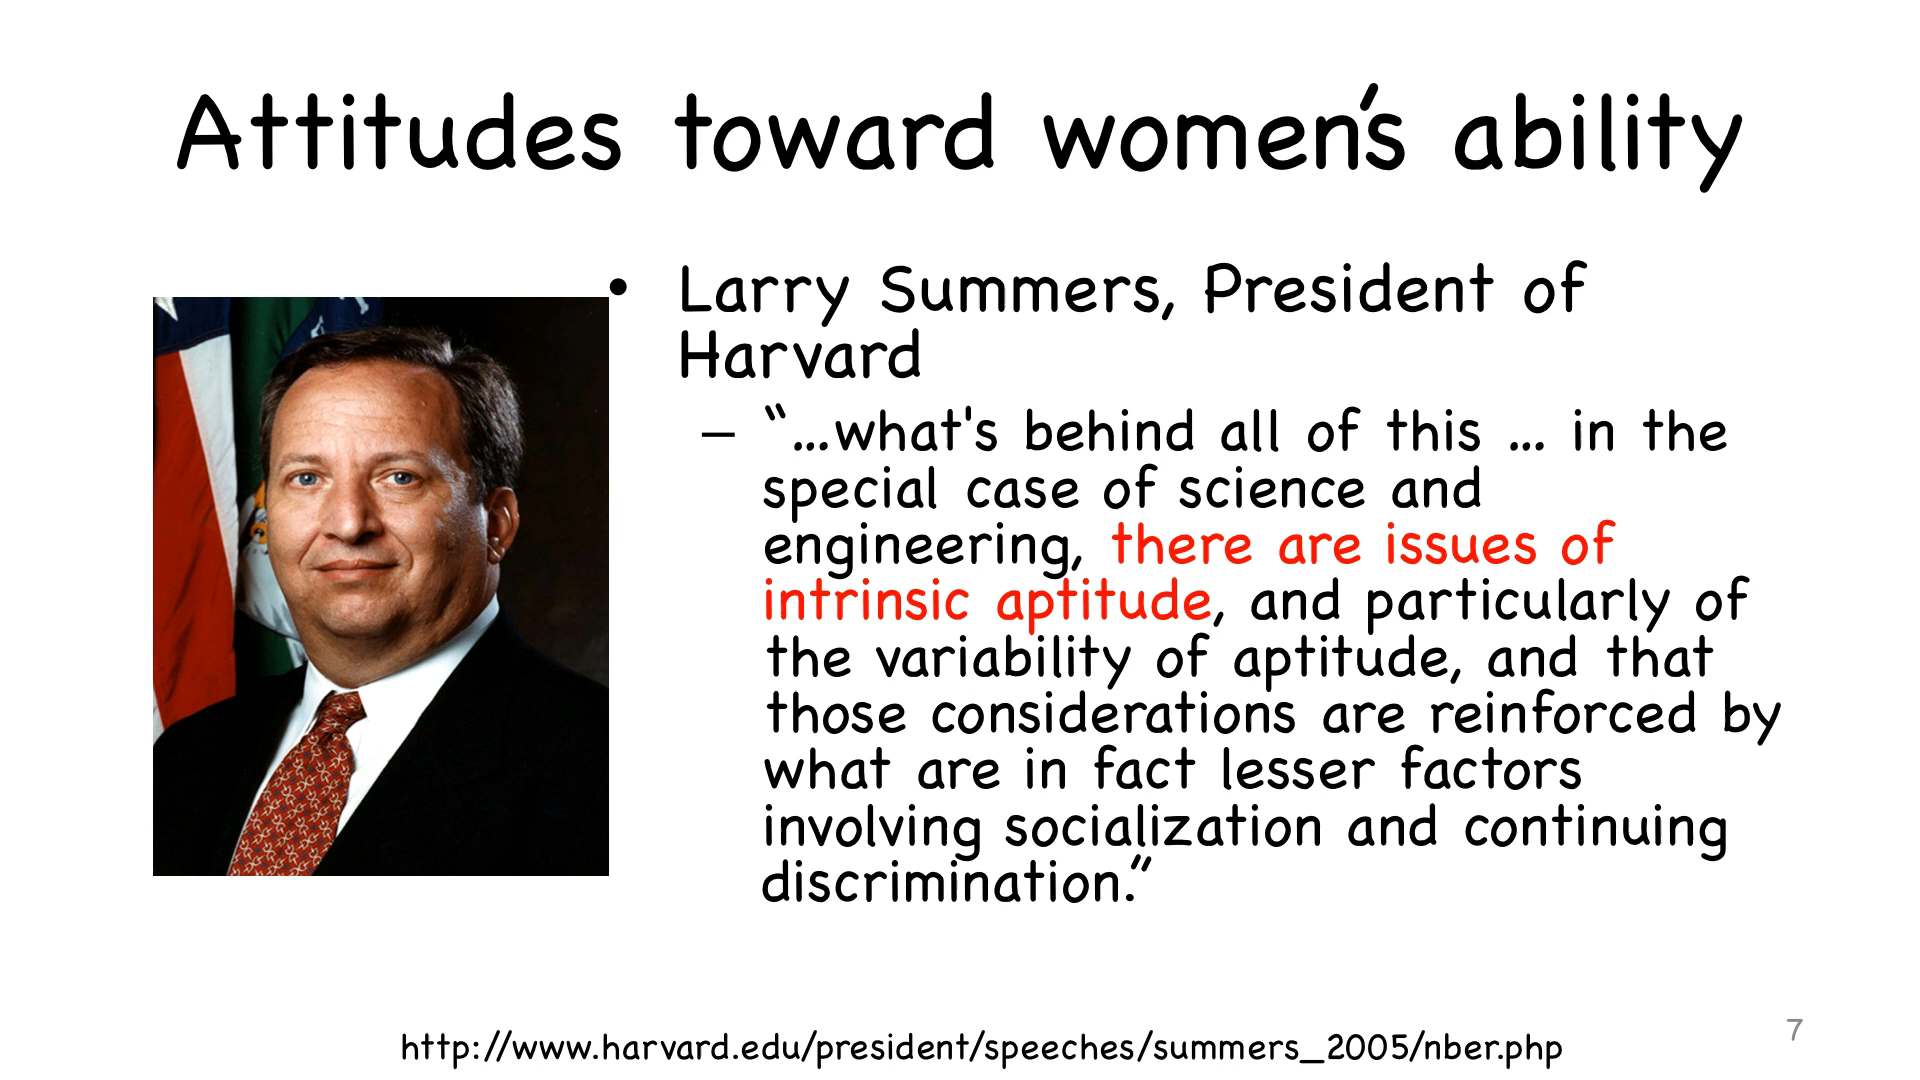 Attitudes toward women's ability
• Larry Summers, President of
Harvard
– “…what's behind all of this … in the
special case of science and
engineering, there are issues of
intrinsic aptitude, and particularly of
the variability of aptitude, and that
those considerations are reinforced by
what are in fact lesser factors
involving socialization and continuing
discrimination.”
http://www.harvard.edu/president/speeches/summers_2005/nber.php
7